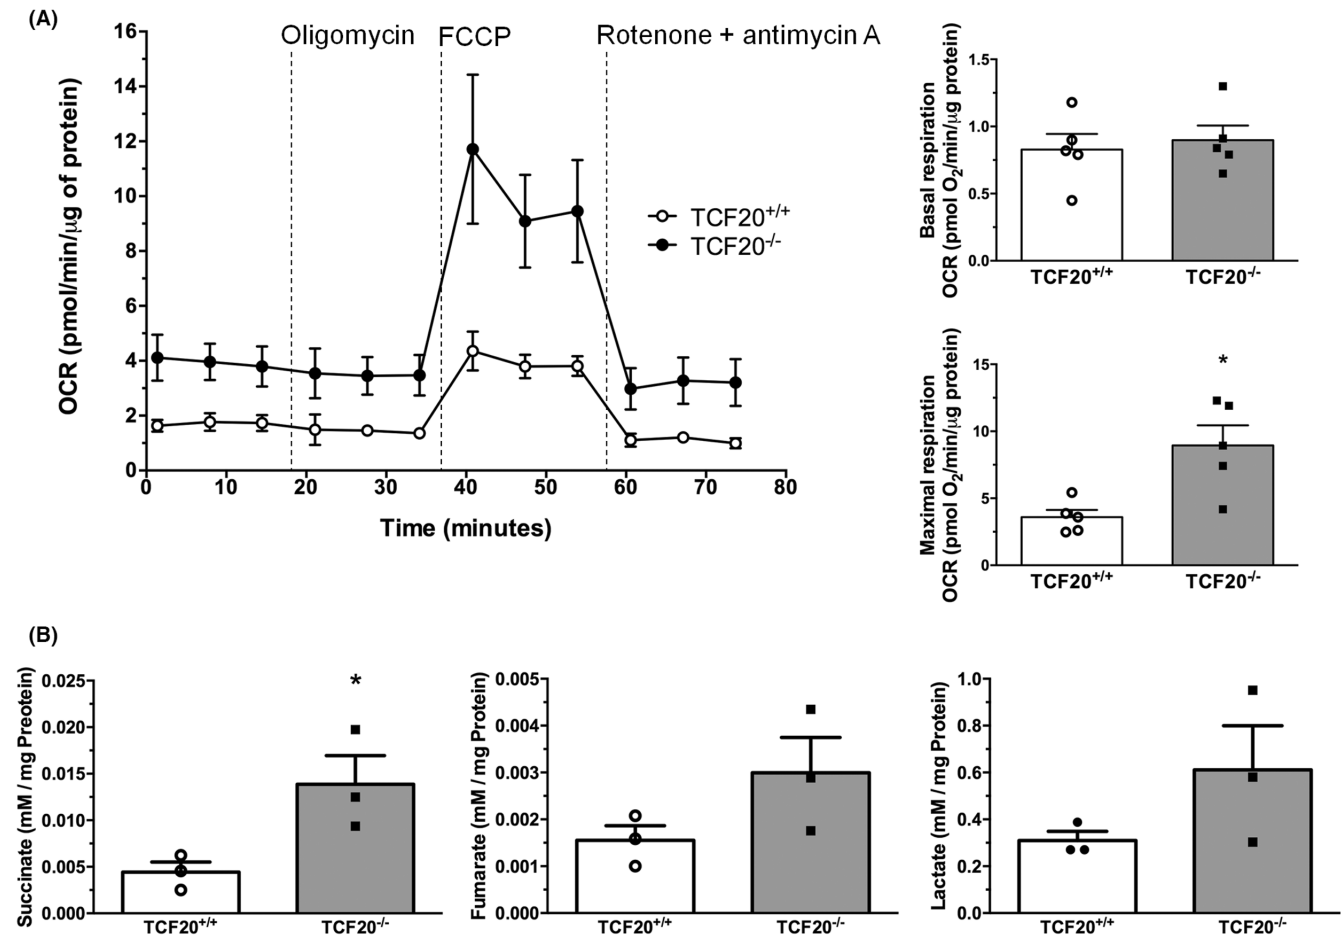 (A)
Oligomycin
FCCP
Rotenone + antimycin A
OCR (pmol/min/μg of protein)
16
14
12
10
8
6
4
2
0
0 10 20 30 40 50 60 70 80
Time (minutes)
TCF20+/+
TCF20-/-
Basal respiration
OCR (pmol O2/min/μg protein)
1.5
1.0
0.5
0.0
TCF20+/+ TCF20-/-
Maximal respiration
OCR (pmol O2/min/μg protein)
15
10
5
0
*
TCF20+/+ TCF20-/-
(B)
Succinate (mM / mg Preotein)
0.025
0.020
0.015
0.010
0.005
0.000
*
TCF20+/+ TCF20-/-
Fumarate (mM / mg Protein)
0.005
0.004
0.003
0.002
0.001
0.000
TCF20+/+ TCF20-/-
Lactate (mM / mg Protein)
1.0
0.8
0.6
0.4
0.2
0.0
TCF20+/+ TCF20-/-